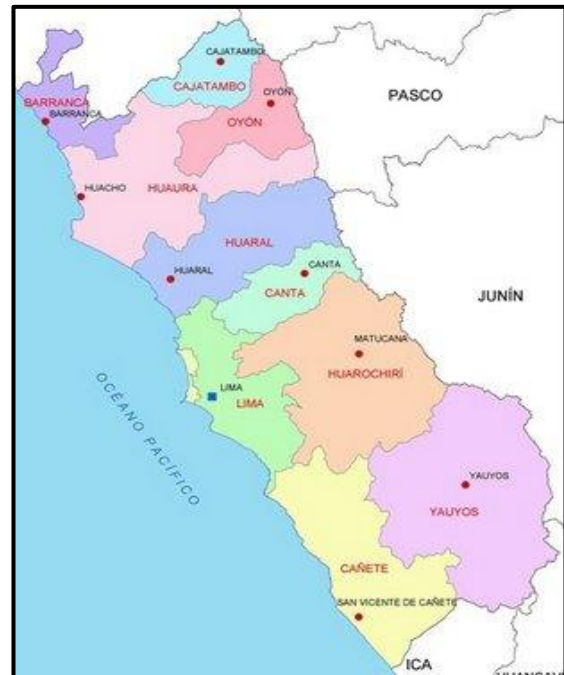 CAJATAMBO
CAJATAMBO
OYÓN
OYÓN
PASCO
BARRANCA
BARRANCA
HUACHO
HUAURA
HUARAL
HUARAL
CANTA
CANTA
JUNÍN
MATUCANA
HUAROCHIRÍ
LIMA
LIMA
OCÉANO PACÍFICO
YAUYOS
YAUYOS
CAÑETE
SAN VICENTE DE CAÑETE
ICA